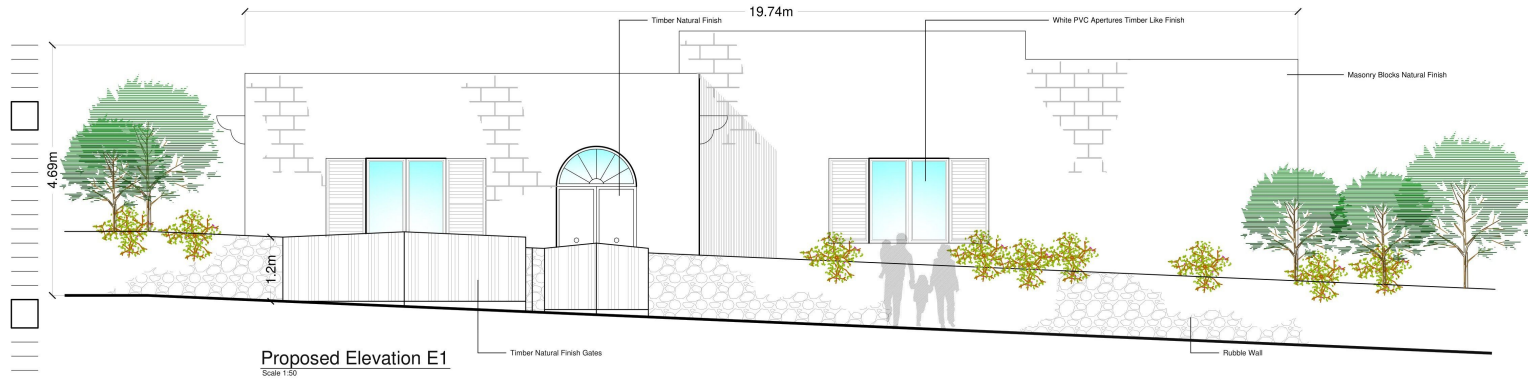 19.74m
Timber Natural Finish
White PVC Apertures Timber Like Finish
Masonry Blocks Natural Finish
4.69m
1.2m
Proposed Elevation E1
Scale 1:50
Timber Natural Finish Gates
Rubble Wall